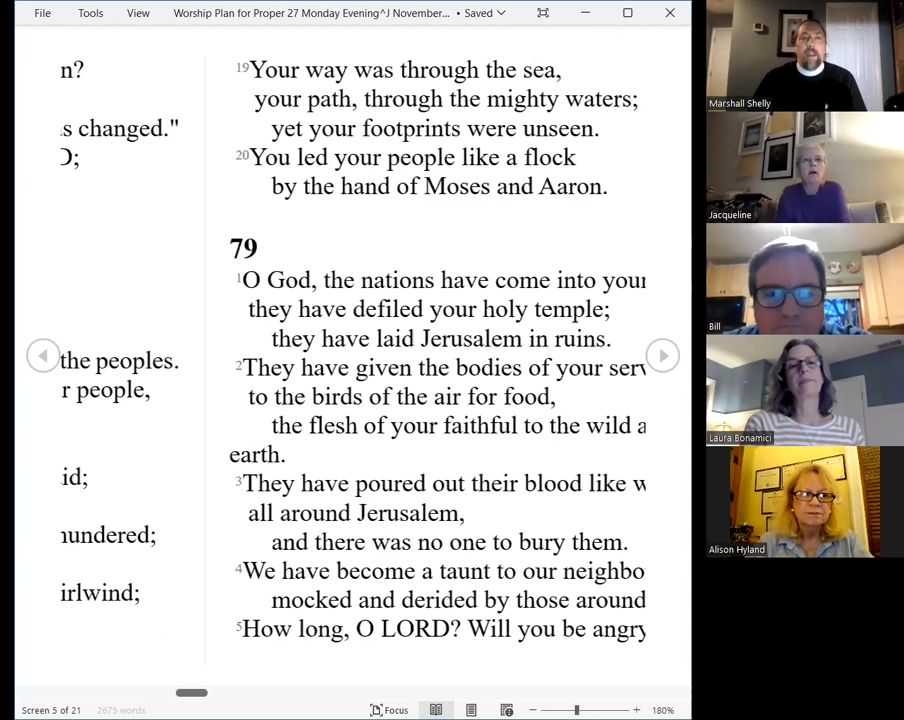 File Tools View Worship Plan for Proper 27 Monday Evening^J November... • Saved
n?
s changed."
D;
the peoples.
r people,
id;
hundered;
irlwind;
19Your way was through the sea,
your path, through the mighty waters;
yet your footprints were unseen.
20You led your people like a flock
by the hand of Moses and Aaron.
79
1O God, the nations have come into your
they have defiled your holy temple;
they have laid Jerusalem in ruins.
2They have given the bodies of your serv
to the birds of the air for food,
the flesh of your faithful to the wild a
earth.
3They have poured out their blood like w
all around Jerusalem,
and there was no one to bury them.
4We have become a taunt to our neighbo
mocked and derided by those around
5How long, O LORD? Will you be angry
Screen 5 of 21 2675 words Focus 180%
Marshall Shelly
Jacqueline
Bill
Laura Bonamici
Alison Hyland